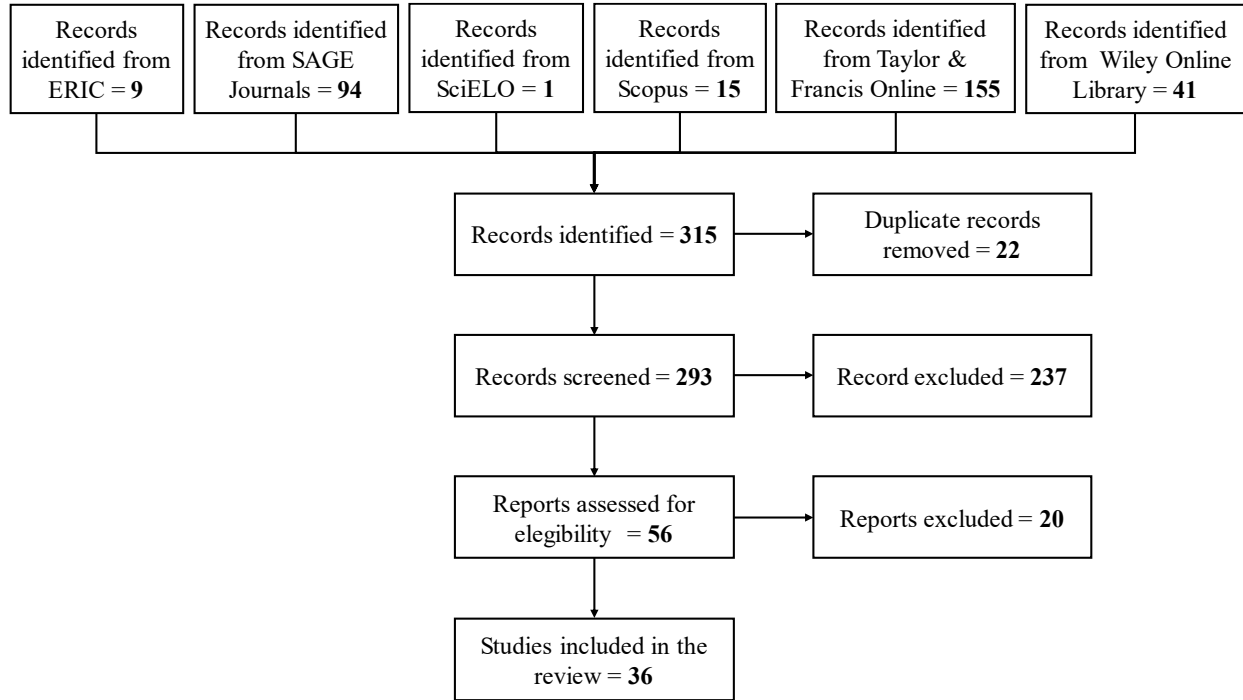 Records
identified from
ERIC = 9
Records identified
from SAGE
Journals = 94
Records
identified from
SciELO = 1
Records
identified from
Scopus = 15
Records identified
from Taylor &
Francis Online = 155
Records identified
from Wiley Online
Library = 41
Records identified = 315
Duplicate records
removed = 22
Records screened = 293
Record excluded = 237
Reports assessed for
elegibility = 56
Reports excluded = 20
Studies included in the
review = 36